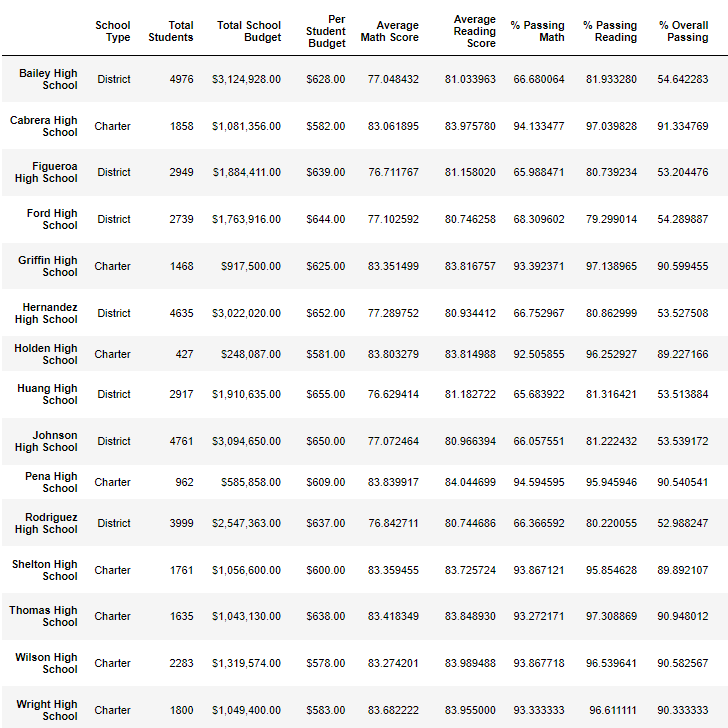 School Type Total Students Total School Budget Per Student Budget Average Math Score Average Reading Score % Passing Math % Passing Reading % Overall Passing
Bailey High School District 4976 $3,124,928.00 $628.00 77.048432 81.033963 66.680064 81.933280 54.642283
Cabrera High School Charter 1858 $1,081,356.00 $582.00 83.061895 83.975780 94.133477 97.039828 91.334769
Figueroa High School District 2949 $1,884,411.00 $639.00 76.711767 81.158020 65.988471 80.739234 53.204476
Ford High School District 2739 $1,763,916.00 $644.00 77.102592 80.746258 68.309602 79.299014 54.289887
Griffin High School Charter 1468 $917,500.00 $625.00 83.351499 83.816757 93.392371 97.138965 90.599455
Hernandez High School District 4635 $3,022,020.00 $652.00 77.289752 80.934412 66.752967 80.862999 53.527508
Holden High School Charter 427 $248,087.00 $581.00 83.803279 83.814988 92.505855 96.252927 89.227166
Huang High School District 2917 $1,910,635.00 $655.00 76.629414 81.182722 65.683922 81.316421 53.513884
Johnson High School District 4761 $3,094,650.00 $650.00 77.072464 80.966394 66.057551 81.222432 53.539172
Pena High School Charter 962 $585,858.00 $609.00 83.839917 84.044699 94.594595 95.945946 90.540541
Rodriguez High School District 3999 $2,547,363.00 $637.00 76.842711 80.744686 66.366592 80.220055 52.988247
Shelton High School Charter 1761 $1,056,600.00 $600.00 83.359455 83.725724 93.867121 95.854628 89.892107
Thomas High School Charter 1635 $1,043,130.00 $638.00 83.418349 83.848930 93.272171 97.308869 90.948012
Wilson High School Charter 2283 $1,319,574.00 $578.00 83.274201 83.989488 93.867718 96.539641 90.582567
Wright High School Charter 1800 $1,049,400.00 $583.00 83.682222 83.955000 93.333333 96.611111 90.333333